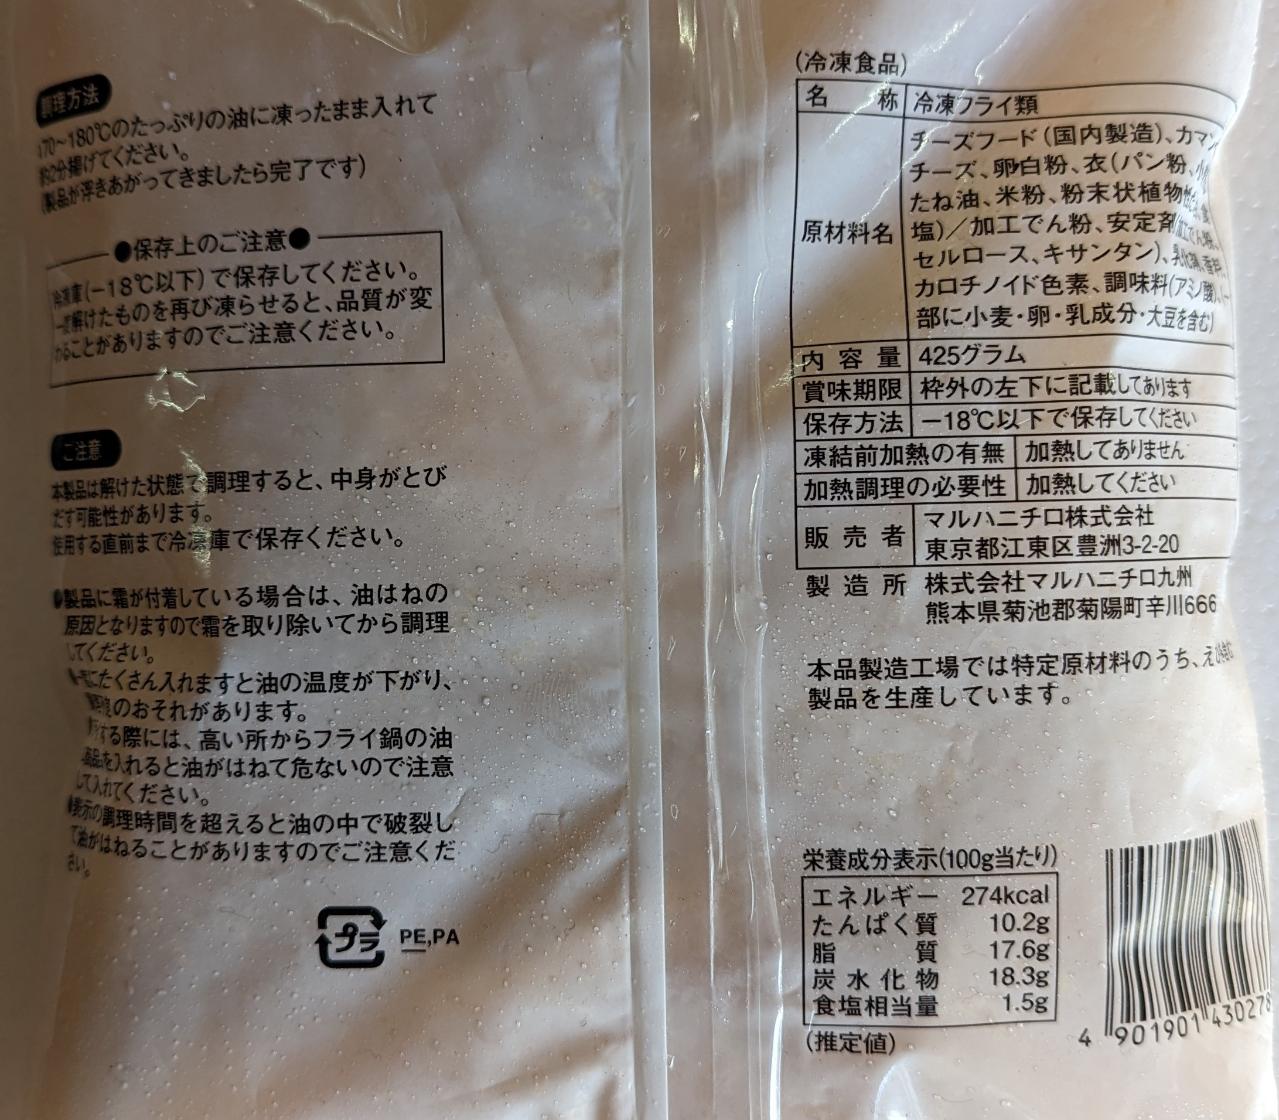 調理方法
170～180℃のたっぷりの油に凍ったまま入れて
約2分揚げてください。
(製品が浮きあがってきましたら完了です)
●保存上のご注意●
冷凍庫(－18℃以下)で保存してください。
一度解けたものを再び凍らせると、品質が変
わることがありますのでご注意ください。
ご注意
本製品は解けた状態で調理すると、中身がとび
だす可能性があります。
使用する直前まで冷凍庫で保存ください。
●製品に霜が付着している場合は、油はねの
原因となりますので霜を取り除いてから調理
してください。
たくさん入れますと油の温度が下がり、
のおそれがあります。
する際には、高い所からフライ鍋の油
を入れると油がはねて危ないので注意
して入れてください。
●表示の調理時間を超えると油の中で破裂し
て油がはねることがありますのでご注意くだ
さい。
プラ PE,PA
(冷凍食品)
名称 冷凍フライ類
原材料名 チーズフード(国内製造)、カマン
チーズ、卵白粉、衣(パン粉、小
たね油、米粉、粉末状植物
塩)／加工でん粉、安定剤(加工でん粉、
セルロース、キサンタン)、乳化剤、香料、
カロチノイド色素、調味料(アミノ酸)、(一
部に小麦・卵・乳成分・大豆を含む)
内容量 425グラム
賞味期限 枠外の左下に記載してあります
保存方法 －18℃以下で保存してください
凍結前加熱の有無 加熱してありません
加熱調理の必要性 加熱してください
販売者 マルハニチロ株式会社
東京都江東区豊洲3-2-20
製造所 株式会社マルハニチロ九州
熊本県菊池郡菊陽町辛川666
本品製造工場では特定原材料のうち、えび
製品を生産しています。
栄養成分表示(100g当たり)
エネルギー 274kcal
たんぱく質 10.2g
脂質 17.6g
炭水化物 18.3g
食塩相当量 1.5g
(推定値)
4 901901 430278